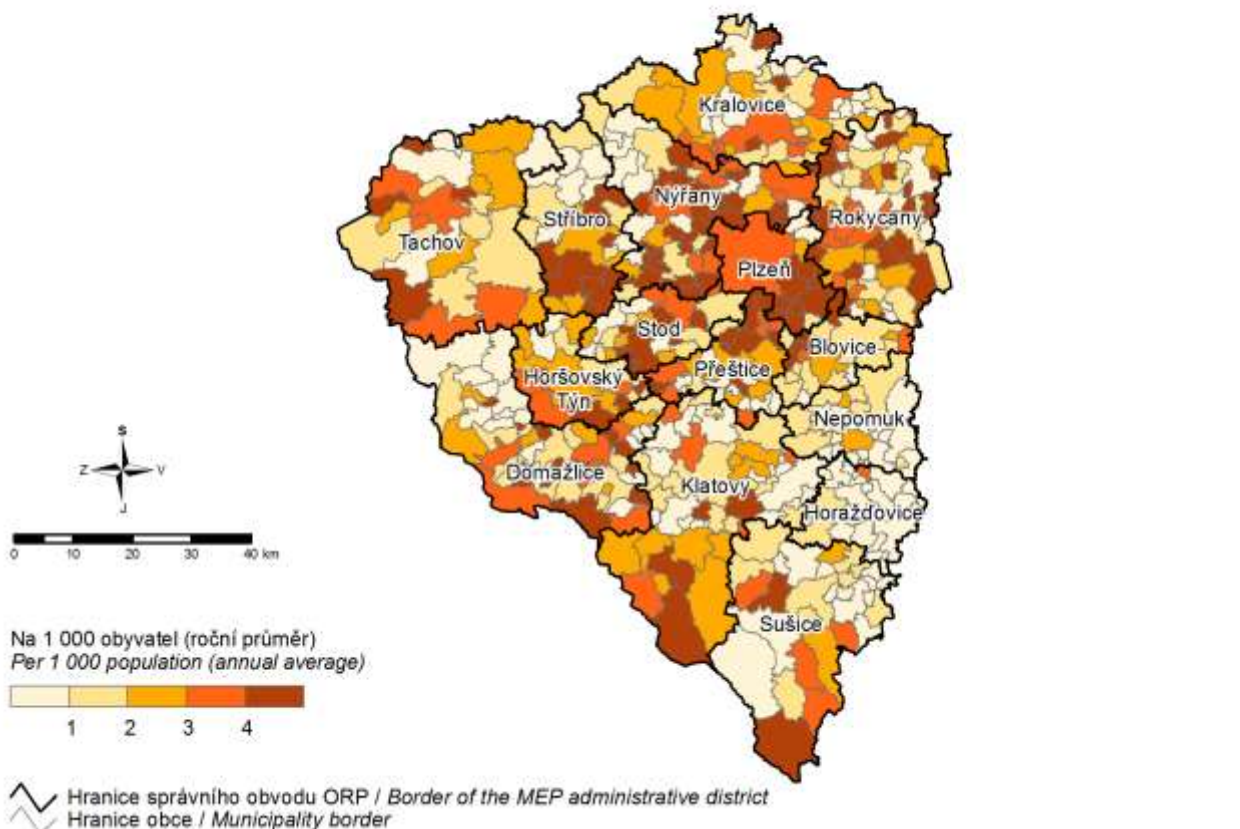 Kralovice
Nýřany
Rokycany
Stříbro
Tachov
Plzeň
Stod
Blovice
Přeštice
Horšovský
Týn
Nepomuk
Domažlice
Klatovy
Horažďovice
Sušice
S
Z V
J
0 10 20 30 40 km
Na 1 000 obyvatel (roční průměr)
Per 1 000 population (annual average)
1 2 3 4
Hranice správního obvodu ORP / Border of the MEP administrative district
Hranice obce / Municipality border